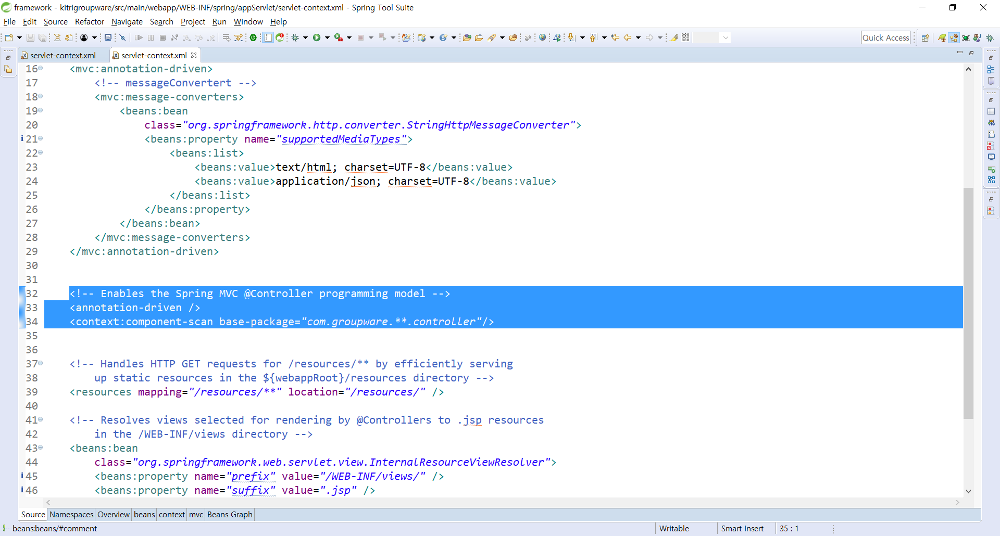 framework - kitrigroupware/src/main/webapp/WEB-INF/spring/appServlet/servlet-context.xml - Spring Tool Suite
File Edit Source Refactor Navigate Search Project Run Window Help
Quick Access
servlet-context.xml servlet-context.xml
16 <mvc:annotation-driven>
17 <!-- messageConvertert -->
18 <mvc:message-converters>
19 <beans:bean
20 class="org.springframework.http.converter.StringHttpMessageConverter">
21 <beans:property name="supportedMediaTypes">
22 <beans:list>
23 <beans:value>text/html; charset=UTF-8</beans:value>
24 <beans:value>application/json; charset=UTF-8</beans:value>
25 </beans:list>
26 </beans:property>
27 </beans:bean>
28 </mvc:message-converters>
29 </mvc:annotation-driven>
30
31
32 <!-- Enables the Spring MVC @Controller programming model -->
33 <annotation-driven />
34 <context:component-scan base-package="com.groupware.**.controller"/>
35
36
37 <!-- Handles HTTP GET requests for /resources/** by efficiently serving
38 up static resources in the ${webappRoot}/resources directory -->
39 <resources mapping="/resources/**" location="/resources/" />
40
41 <!-- Resolves views selected for rendering by @Controllers to .jsp resources
42 in the /WEB-INF/views directory -->
43 <beans:bean
44 class="org.springframework.web.servlet.view.InternalResourceViewResolver">
45 <beans:property name="prefix" value="/WEB-INF/views/" />
46 <beans:property name="suffix" value=".jsp" />
Source Namespaces Overview beans context mvc Beans Graph
beans:beans/#comment Writable Smart Insert 35 : 1